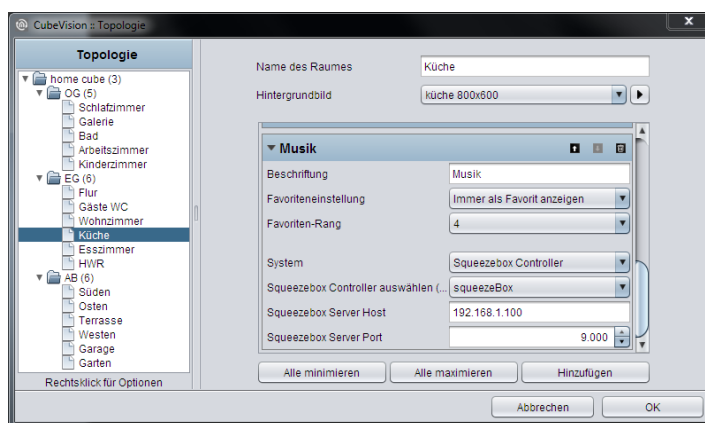 CubeVision :: Topologie
x
Topologie
home cube (3)
OG (5)
Schlafzimmer
Galerie
Bad
Arbeitszimmer
Kinderzimmer
EG (6)
Flur
Gäste WC
Wohnzimmer
Küche
Esszimmer
HWR
AB (6)
Süden
Osten
Terrasse
Westen
Garage
Garten
Rechtsklick für Optionen
Name des Raumes Küche
Hintergrundbild küche 800x600
Musik
Beschriftung Musik
Favoriteneinstellung Immer als Favorit anzeigen
Favoriten-Rang 4
System Squeezebox Controller
Squeezebox Controller auswählen (... squeezeBox
Squeezebox Server Host 192.168.1.100
Squeezebox Server Port 9.000
Alle minimieren Alle maximieren Hinzufügen
Abbrechen OK